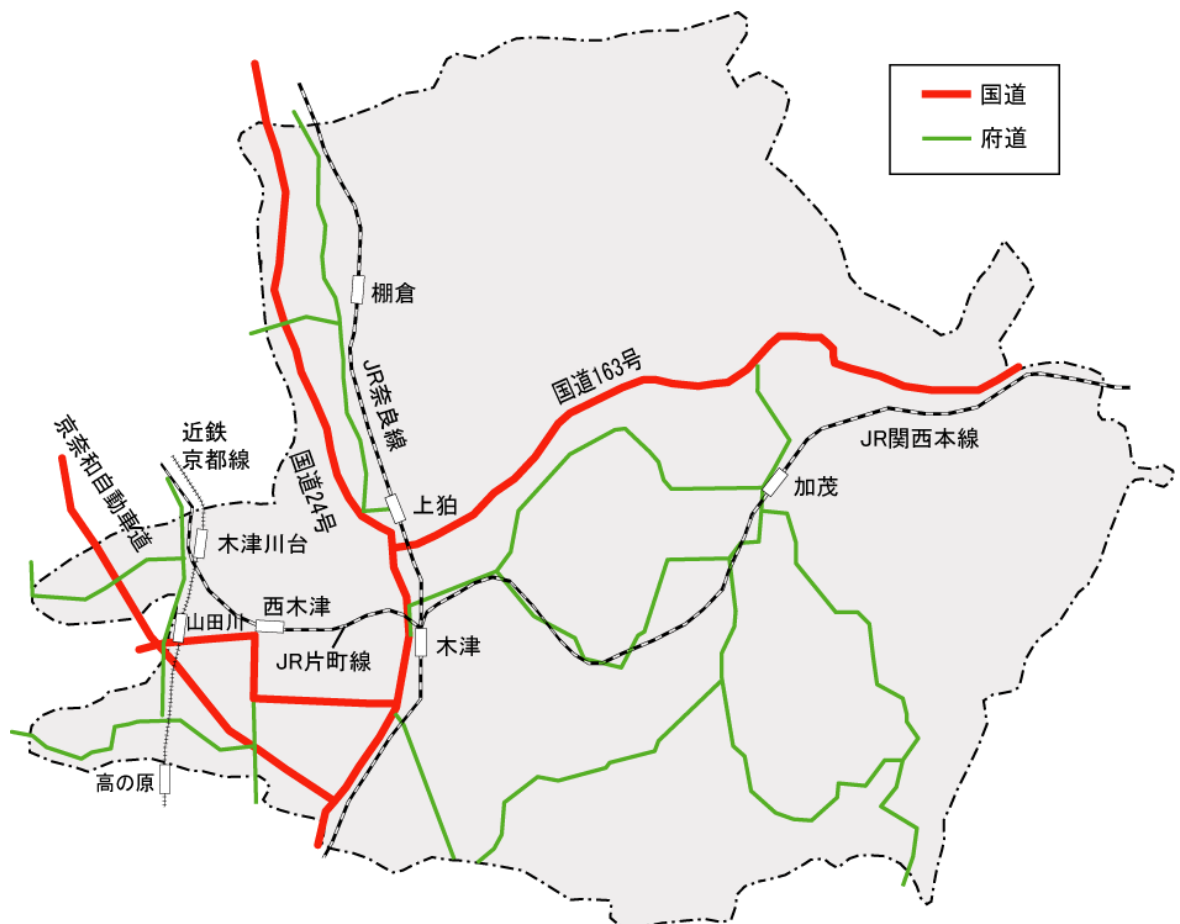 国道
府道
棚倉
JR奈良線
国道163号
JR関西本線
近鉄
京都線
京奈和自動車道
国道24号
上狛
加茂
木津川台
西木津
山田川
JR片町線
木津
高の原